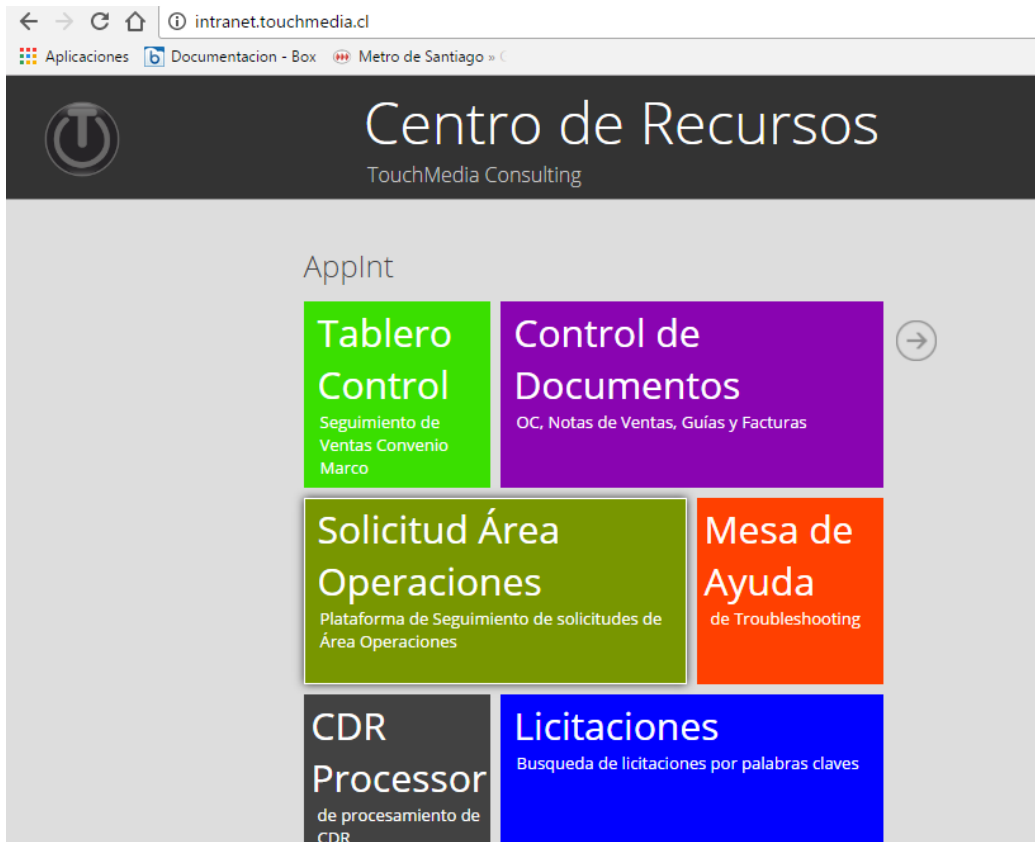 intranet.touchmedia.cl
Aplicaciones Documentacion - Box Metro de Santiago »
Centro de Recursos
TouchMedia Consulting
AppInt
Tablero
Control
Seguimiento de
Ventas Convenio
Marco
Control de
Documentos
OC, Notas de Ventas, Guías y Facturas
Solicitud Área
Operaciones
Plataforma de Seguimiento de solicitudes de
Área Operaciones
Mesa de
Ayuda
de Troubleshooting
CDR
Processor
de procesamiento de
CDR
Licitaciones
Busqueda de licitaciones por palabras claves